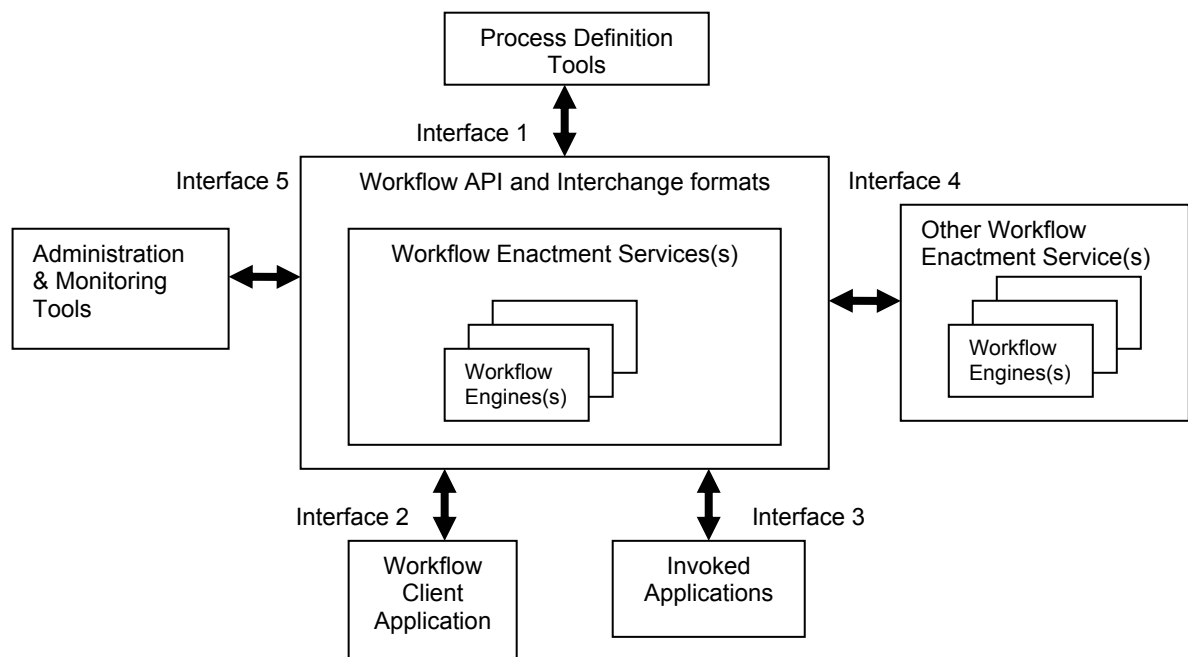 Process Definition
Tools
Interface 1
Interface 5
Workflow API and Interchange formats
Interface 4
Administration
& Monitoring
Tools
Workflow Enactment Services(s)
Workflow
Engines(s)
Other Workflow
Enactment Service(s)
Workflow
Engines(s)
Interface 2
Interface 3
Workflow
Client
Application
Invoked
Applications